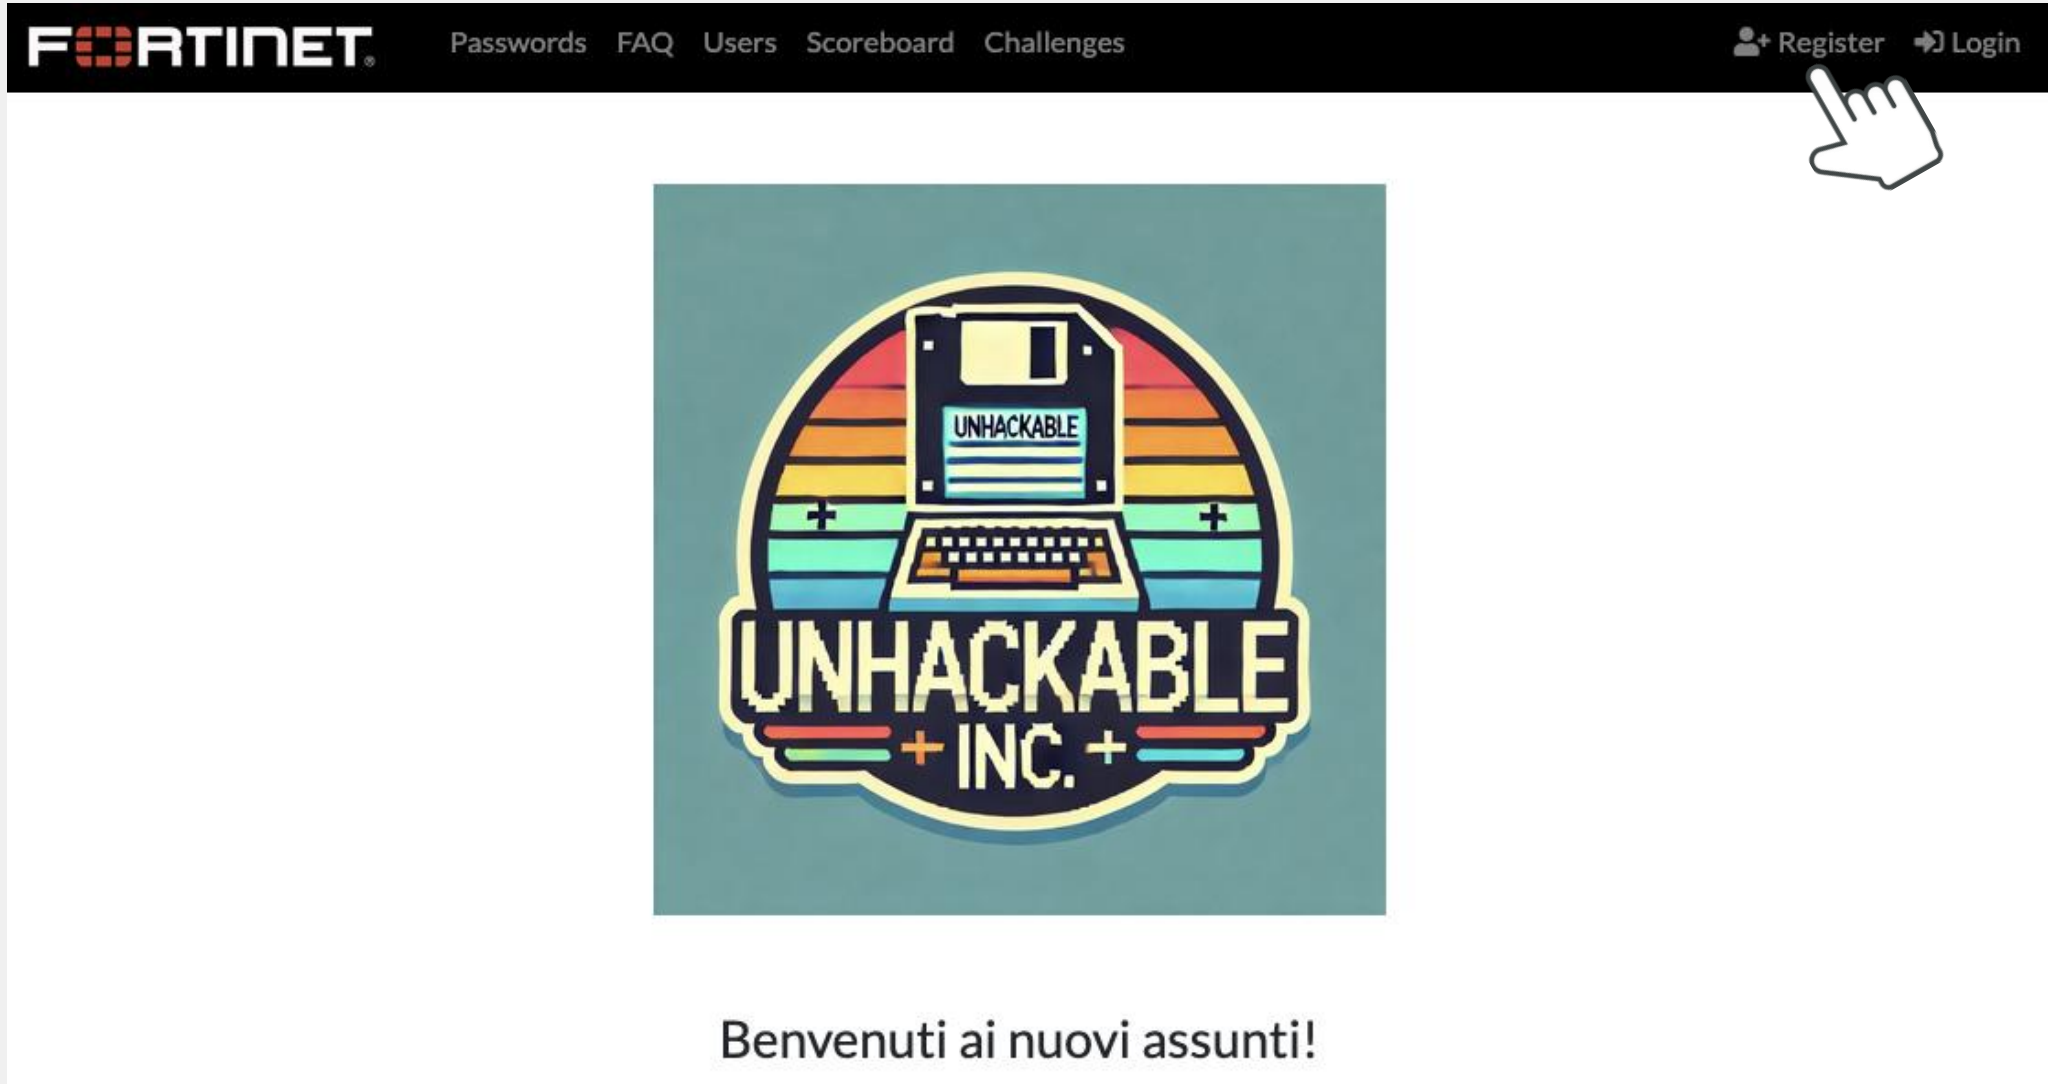 FORTINET® Passwords FAQ Users Scoreboard Challenges Register Login
UNHACKABLE
UNHACKABLE
INC.
Benvenuti ai nuovi assunti!